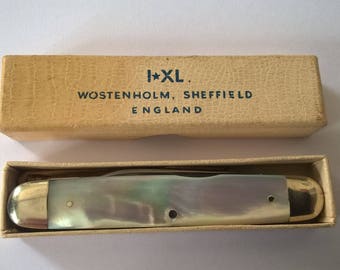 I★XL.
WOSTENHOLM, SHEFFIELD
ENGLAND